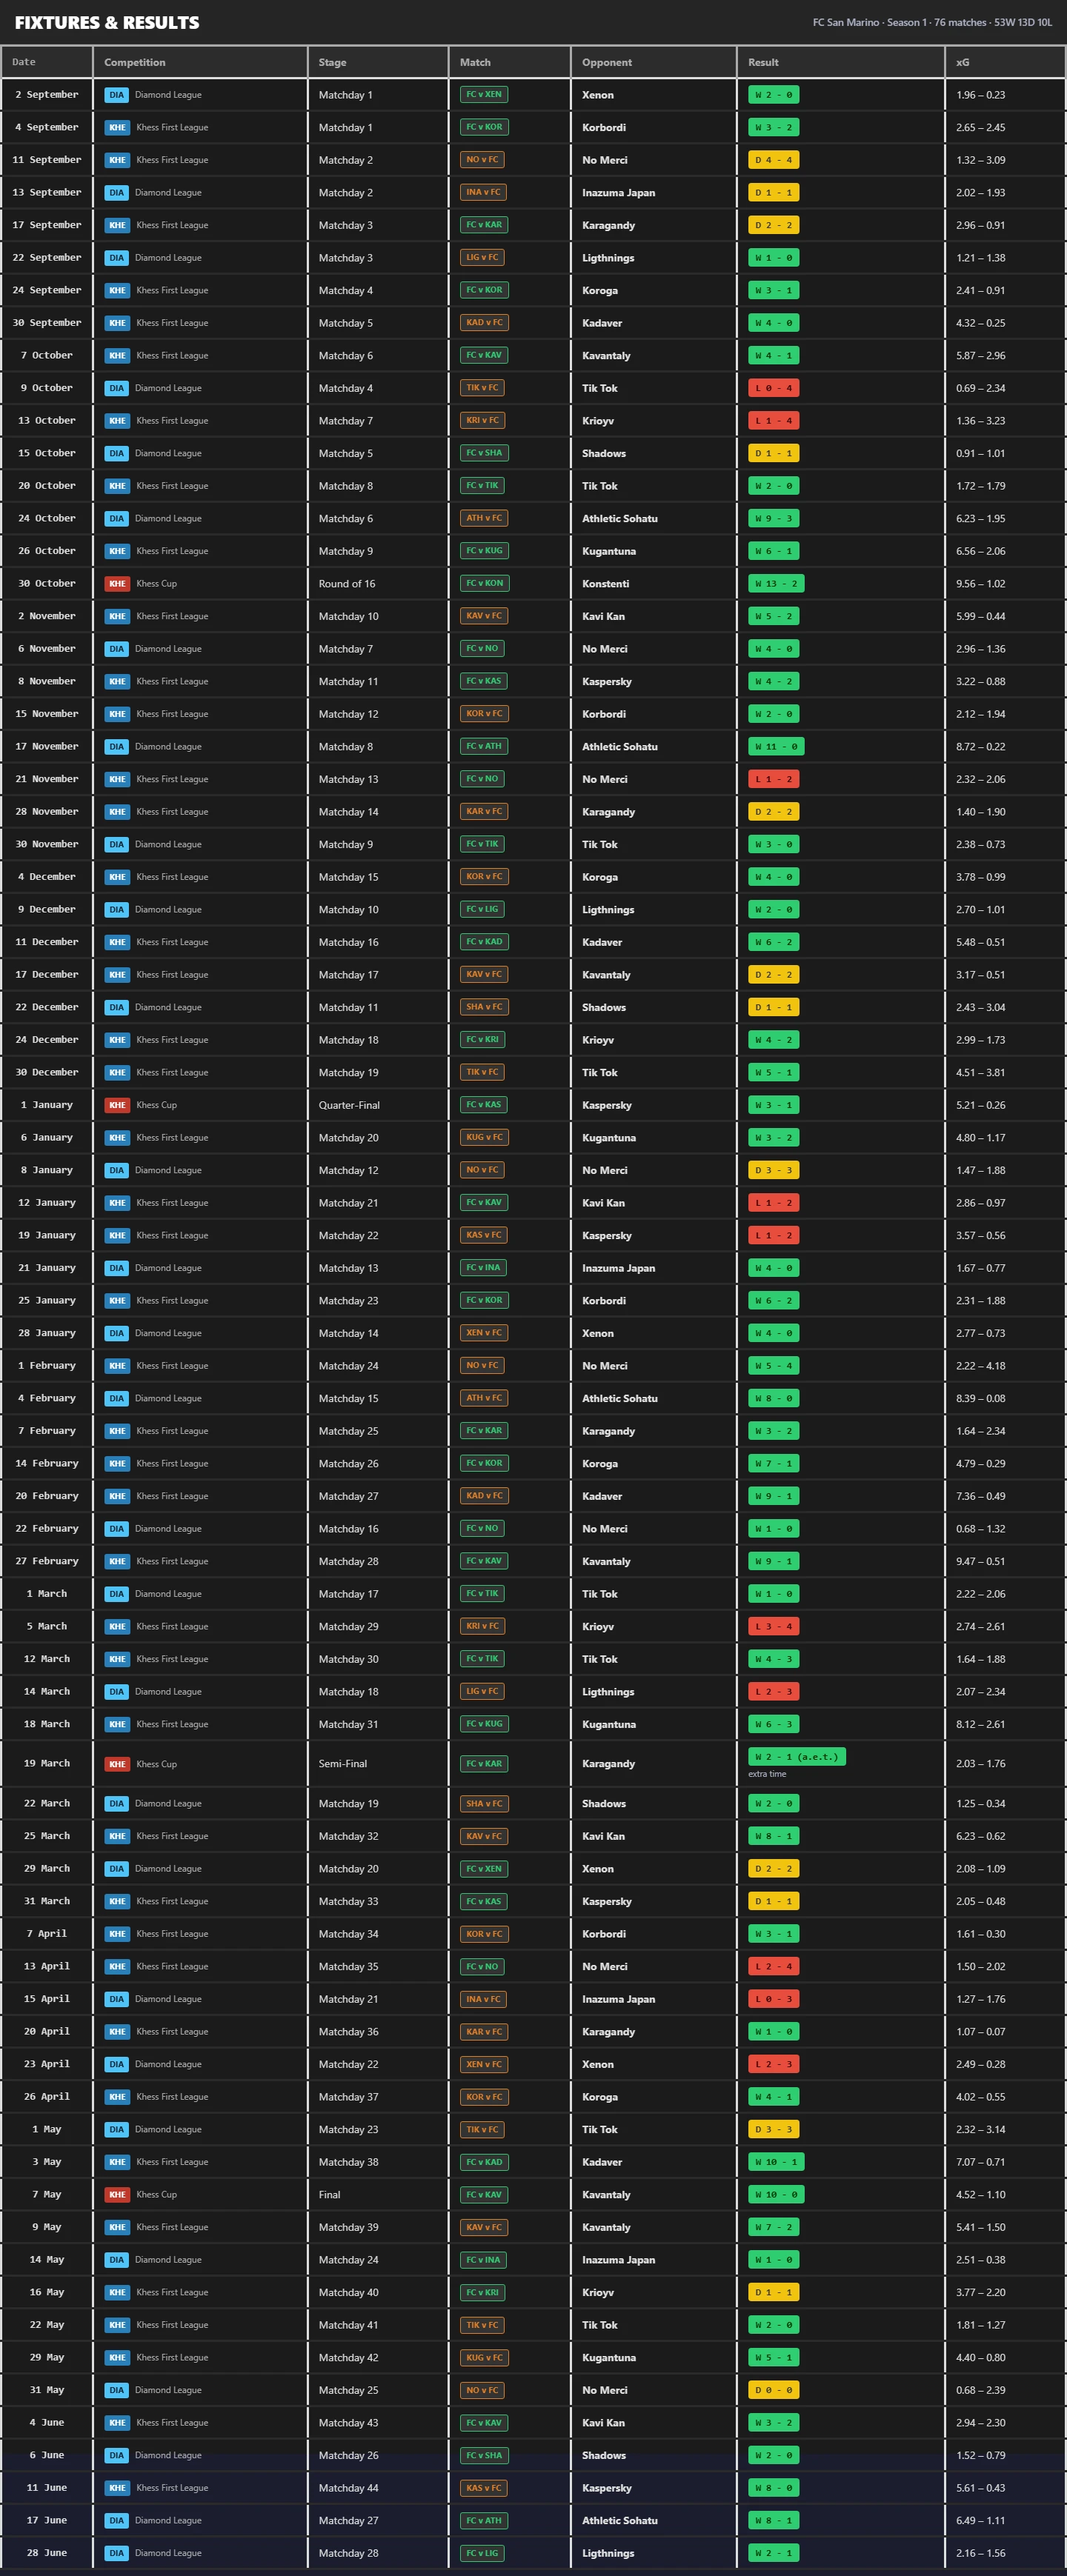 FIXTURES & RESULTS FC San Marino · Season 1 · 76 matches · 53W 13D 10L
Date Competition Stage Match Opponent Result xG
2 September DIA Diamond League Matchday 1 FC v XEN Xenon W 2 - 0 1.96 – 0.23
4 September KHE Khess First League Matchday 1 FC v KOR Korbordi W 3 - 2 2.65 – 2.45
11 September KHE Khess First League Matchday 2 NO v FC No Merci D 4 - 4 1.32 – 3.09
13 September DIA Diamond League Matchday 2 INA v FC Inazuma Japan D 1 - 1 2.02 – 1.93
17 September KHE Khess First League Matchday 3 FC v KAR Karagandy D 2 - 2 2.96 – 0.91
22 September DIA Diamond League Matchday 3 LIG v FC Ligthnings W 1 - 0 1.21 – 1.38
24 September KHE Khess First League Matchday 4 FC v KOR Koroga W 3 - 1 2.41 – 0.91
30 September KHE Khess First League Matchday 5 KAD v FC Kadaver W 4 - 0 4.32 – 0.25
7 October KHE Khess First League Matchday 6 FC v KAV Kavantaly W 4 - 1 5.87 – 2.96
9 October DIA Diamond League Matchday 4 TIK v FC Tik Tok L 0 - 4 0.69 – 2.34
13 October KHE Khess First League Matchday 7 KRI v FC Krioyv L 1 - 4 1.36 – 3.23
15 October DIA Diamond League Matchday 5 FC v SHA Shadows D 1 - 1 0.91 – 1.01
20 October KHE Khess First League Matchday 8 FC v TIK Tik Tok W 2 - 0 1.72 – 1.79
24 October DIA Diamond League Matchday 6 ATH v FC Athletic Sohatu W 9 - 3 6.23 – 1.95
26 October KHE Khess First League Matchday 9 FC v KUG Kugantuna W 6 - 1 6.56 – 2.06
30 October KHE Khess Cup Round of 16 FC v KON Konstenti W 13 - 2 9.56 – 1.02
2 November KHE Khess First League Matchday 10 KAV v FC Kavi Kan W 5 - 2 5.99 – 0.44
6 November DIA Diamond League Matchday 7 FC v NO No Merci W 4 - 0 2.96 – 1.36
8 November KHE Khess First League Matchday 11 FC v KAS Kaspersky W 4 - 2 3.22 – 0.88
15 November KHE Khess First League Matchday 12 KOR v FC Korbordi W 2 - 0 2.12 – 1.94
17 November DIA Diamond League Matchday 8 FC v ATH Athletic Sohatu W 11 - 0 8.72 – 0.22
21 November KHE Khess First League Matchday 13 FC v NO No Merci L 1 - 2 2.32 – 2.06
28 November KHE Khess First League Matchday 14 KAR v FC Karagandy D 2 - 2 1.40 – 1.90
30 November DIA Diamond League Matchday 9 FC v TIK Tik Tok W 3 - 0 2.38 – 0.73
4 December KHE Khess First League Matchday 15 KOR v FC Koroga W 4 - 0 3.78 – 0.99
9 December DIA Diamond League Matchday 10 FC v LIG Ligthnings W 2 - 0 2.70 – 1.01
11 December KHE Khess First League Matchday 16 FC v KAD Kadaver W 6 - 2 5.48 – 0.51
17 December KHE Khess First League Matchday 17 KAV v FC Kavantaly D 2 - 2 3.17 – 0.51
22 December DIA Diamond League Matchday 11 SHA v FC Shadows D 1 - 1 2.43 – 3.04
24 December KHE Khess First League Matchday 18 FC v KRI Krioyv W 4 - 2 2.99 – 1.73
30 December KHE Khess First League Matchday 19 TIK v FC Tik Tok W 5 - 1 4.51 – 3.81
1 January KHE Khess Cup Quarter-Final FC v KAS Kaspersky W 3 - 1 5.21 – 0.26
6 January KHE Khess First League Matchday 20 KUG v FC Kugantuna W 3 - 2 4.80 – 1.17
8 January DIA Diamond League Matchday 12 NO v FC No Merci D 3 - 3 1.47 – 1.88
12 January KHE Khess First League Matchday 21 FC v KAV Kavi Kan L 1 - 2 2.86 – 0.97
19 January KHE Khess First League Matchday 22 KAS v FC Kaspersky L 1 - 2 3.57 – 0.56
21 January DIA Diamond League Matchday 13 FC v INA Inazuma Japan W 4 - 0 1.67 – 0.77
25 January KHE Khess First League Matchday 23 FC v KOR Korbordi W 6 - 2 2.31 – 1.88
28 January DIA Diamond League Matchday 14 XEN v FC Xenon W 4 - 0 2.77 – 0.73
1 February KHE Khess First League Matchday 24 NO v FC No Merci W 5 - 4 2.22 – 4.18
4 February DIA Diamond League Matchday 15 ATH v FC Athletic Sohatu W 8 - 0 8.39 – 0.08
7 February KHE Khess First League Matchday 25 FC v KAR Karagandy W 3 - 2 1.64 – 2.34
14 February KHE Khess First League Matchday 26 FC v KOR Koroga W 7 - 1 4.79 – 0.29
20 February KHE Khess First League Matchday 27 KAD v FC Kadaver W 9 - 1 7.36 – 0.49
22 February DIA Diamond League Matchday 16 FC v NO No Merci W 1 - 0 0.68 – 1.32
27 February KHE Khess First League Matchday 28 FC v KAV Kavantaly W 9 - 1 9.47 – 0.51
1 March DIA Diamond League Matchday 17 FC v TIK Tik Tok W 1 - 0 2.22 – 2.06
5 March KHE Khess First League Matchday 29 KRI v FC Krioyv L 3 - 4 2.74 – 2.61
12 March KHE Khess First League Matchday 30 FC v TIK Tik Tok W 4 - 3 1.64 – 1.88
14 March DIA Diamond League Matchday 18 LIG v FC Ligthnings L 2 - 3 2.07 – 2.34
18 March KHE Khess First League Matchday 31 FC v KUG Kugantuna W 6 - 3 8.12 – 2.61
19 March KHE Khess Cup Semi-Final FC v KAR Karagandy W 2 - 1 (a.e.t.) 2.03 – 1.76
extra time
22 March DIA Diamond League Matchday 19 SHA v FC Shadows W 2 - 0 1.25 – 0.34
25 March KHE Khess First League Matchday 32 KAV v FC Kavi Kan W 8 - 1 6.23 – 0.62
29 March DIA Diamond League Matchday 20 FC v XEN Xenon D 2 - 2 2.08 – 1.09
31 March KHE Khess First League Matchday 33 FC v KAS Kaspersky D 1 - 1 2.05 – 0.48
7 April KHE Khess First League Matchday 34 KOR v FC Korbordi W 3 - 1 1.61 – 0.30
13 April KHE Khess First League Matchday 35 FC v NO No Merci L 2 - 4 1.50 – 2.02
15 April DIA Diamond League Matchday 21 INA v FC Inazuma Japan L 0 - 3 1.27 – 1.76
20 April KHE Khess First League Matchday 36 KAR v FC Karagandy W 1 - 0 1.07 – 0.07
23 April DIA Diamond League Matchday 22 XEN v FC Xenon L 2 - 3 2.49 – 0.28
26 April KHE Khess First League Matchday 37 KOR v FC Koroga W 4 - 1 4.02 – 0.55
1 May DIA Diamond League Matchday 23 TIK v FC Tik Tok D 3 - 3 2.32 – 3.14
3 May KHE Khess First League Matchday 38 FC v KAD Kadaver W 10 - 1 7.07 – 0.71
7 May KHE Khess Cup Final FC v KAV Kavantaly W 10 - 0 4.52 – 1.10
9 May KHE Khess First League Matchday 39 KAV v FC Kavantaly W 7 - 2 5.41 – 1.50
14 May DIA Diamond League Matchday 24 FC v INA Inazuma Japan W 1 - 0 2.51 – 0.38
16 May KHE Khess First League Matchday 40 FC v KRI Krioyv D 1 - 1 3.77 – 2.20
22 May KHE Khess First League Matchday 41 TIK v FC Tik Tok W 2 - 0 1.81 – 1.27
29 May KHE Khess First League Matchday 42 KUG v FC Kugantuna W 5 - 1 4.40 – 0.80
31 May DIA Diamond League Matchday 25 NO v FC No Merci D 0 - 0 0.68 – 2.39
4 June KHE Khess First League Matchday 43 FC v KAV Kavi Kan W 3 - 2 2.94 – 2.30
6 June DIA Diamond League Matchday 26 FC v SHA Shadows W 2 - 0 1.52 – 0.79
11 June KHE Khess First League Matchday 44 KAS v FC Kaspersky W 8 - 0 5.61 – 0.43
17 June DIA Diamond League Matchday 27 FC v ATH Athletic Sohatu W 8 - 1 6.49 – 1.11
28 June DIA Diamond League Matchday 28 FC v LIG Ligthnings W 2 - 1 2.16 – 1.56